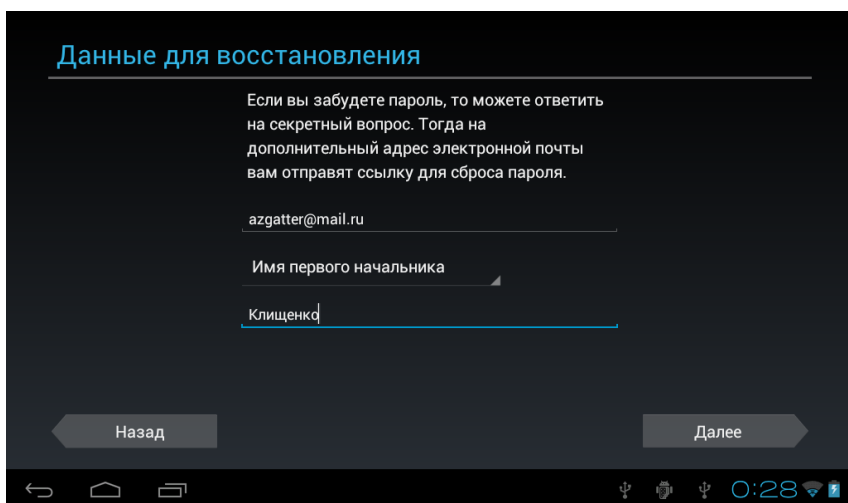 Данные для восстановления
Если вы забудете пароль, то можете ответить
на секретный вопрос. Тогда на
дополнительный адрес электронной почты
вам отправят ссылку для сброса пароля.
azgatter@mail.ru
Имя первого начальника
Клищенко
Назад
Далее
0:28